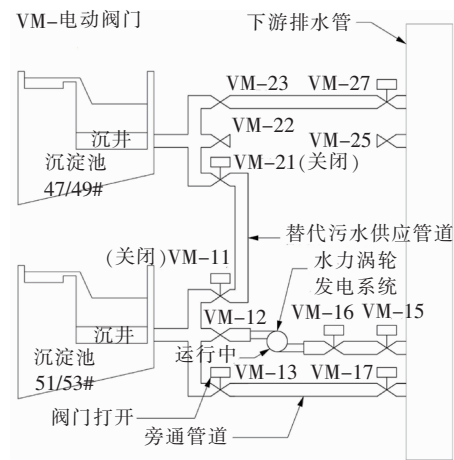 VM-电动阀门
下游排水管
VM-23
VM-27
沉井
VM-22
VM-25
沉淀池
47/49#
VM-21(关闭)
替代污水供应管道
(关闭)VM-11
水力涡轮
发电系统
VM-12
VM-16
VM-15
沉井
运行中
沉淀池
51/53#
VM-13
VM-17
阀门打开
旁通管道